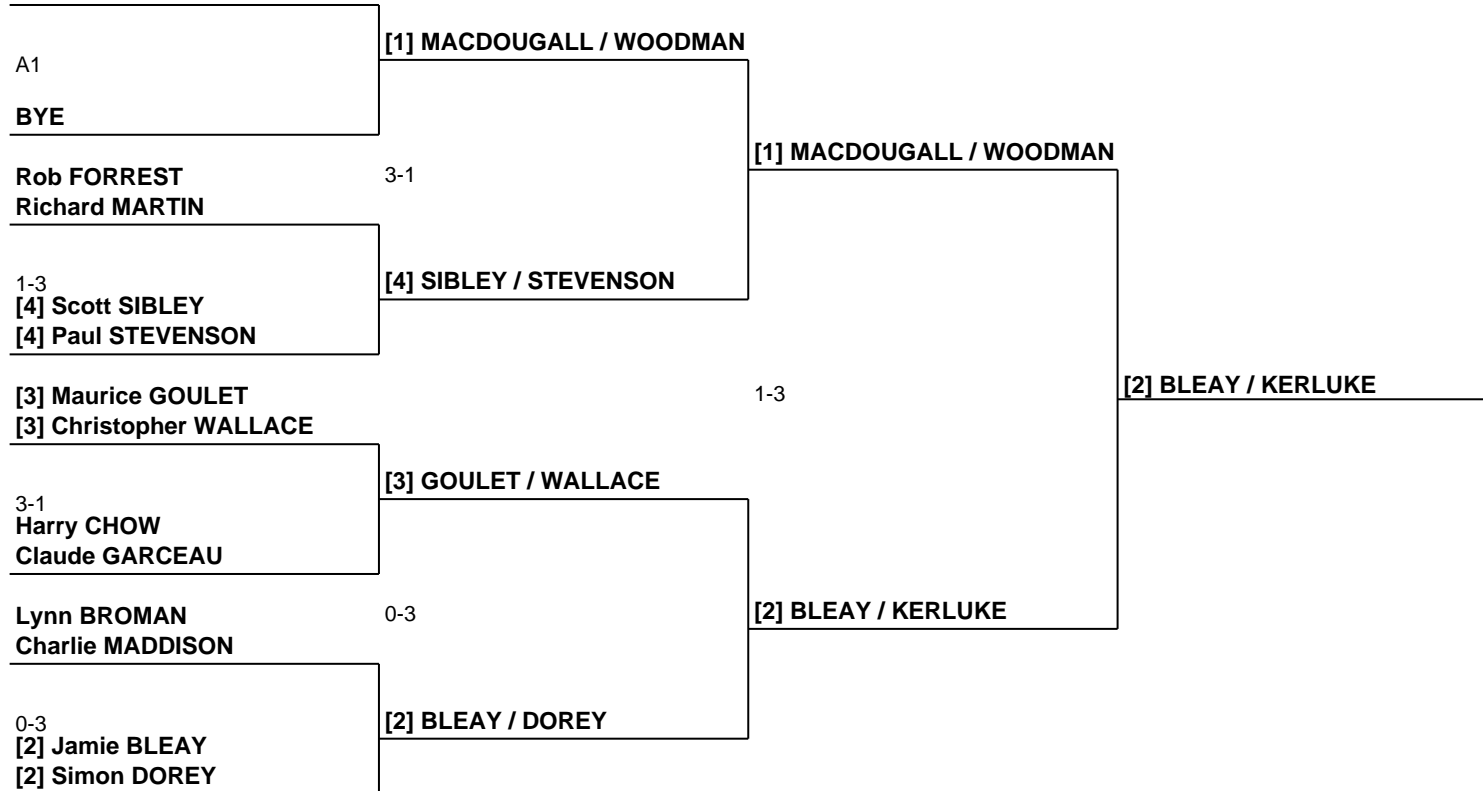 [1] MACDOUGALL / WOODMAN
A1
BYE
[1] MACDOUGALL / WOODMAN
Rob FORREST
3-1
Richard MARTIN
1-3
[4] SIBLEY / STEVENSON
[4] Scott SIBLEY
[4] Paul STEVENSON
[3] Maurice GOULET
1-3
[2] BLEAY / KERLUKE
[3] Christopher WALLACE
[3] GOULET / WALLACE
3-1
Harry CHOW
Claude GARCEAU
Lynn BROMAN
0-3
[2] BLEAY / KERLUKE
Charlie MADDISON
0-3
[2] BLEAY / DOREY
[2] Jamie BLEAY
[2] Simon DOREY